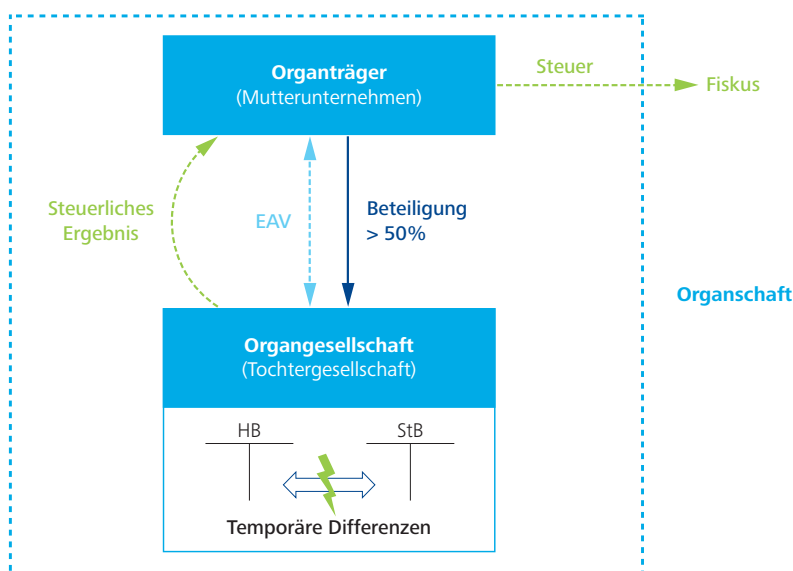 Organträger
(Mutterunternehmen)
Steuer
Fiskus
Steuerliches
Ergebnis
EAV
Beteiligung
> 50%
Organschaft
Organgesellschaft
(Tochtergesellschaft)
HB
StB
Temporäre Differenzen